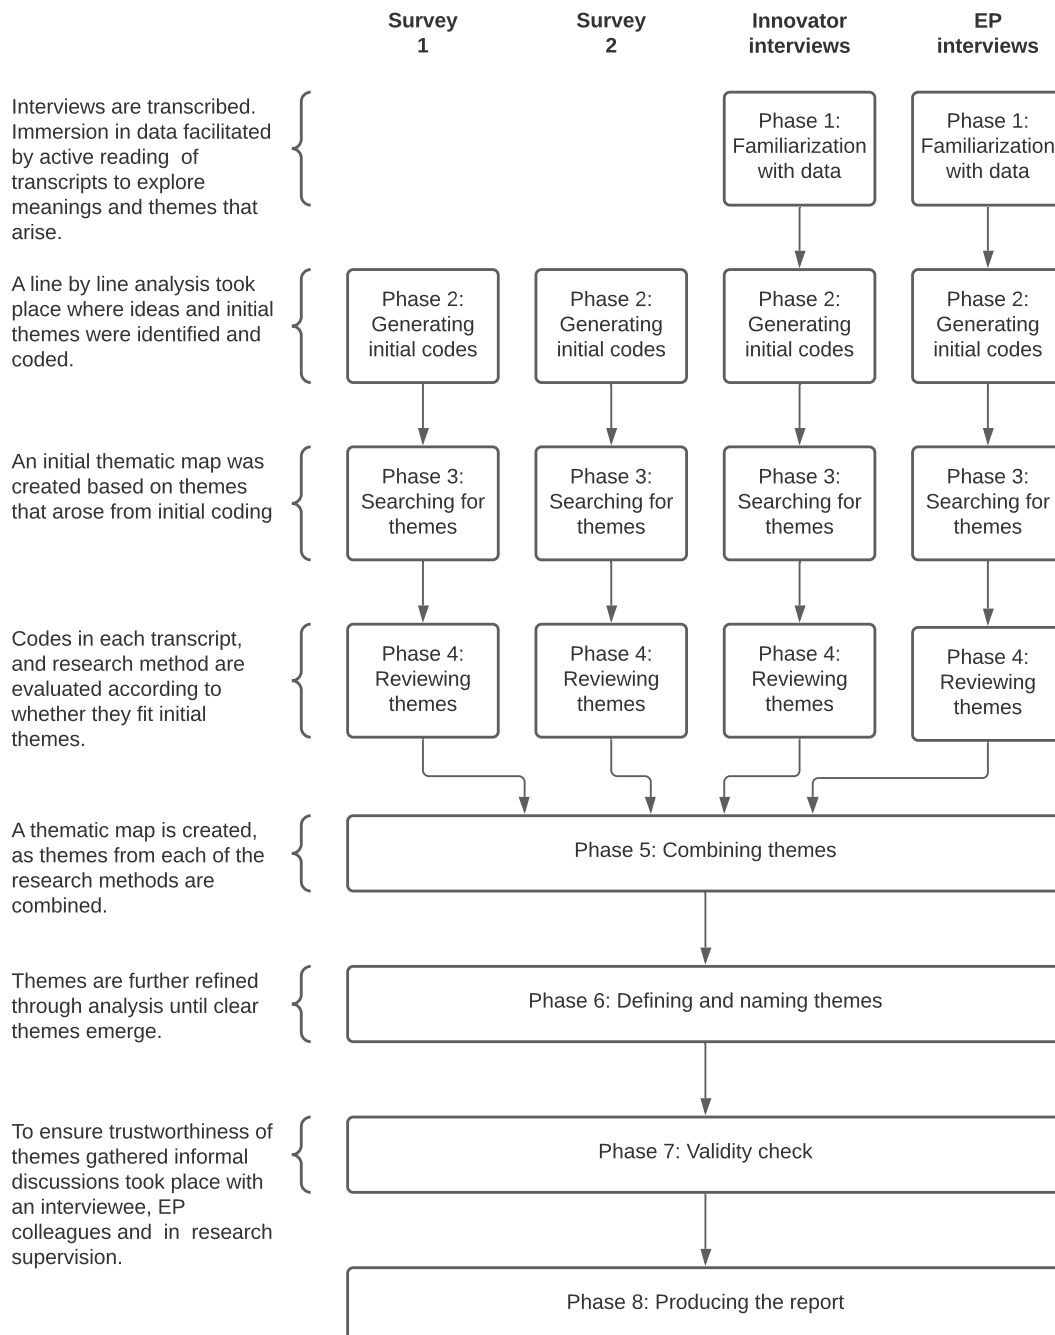 Survey
1
Survey
2
Innovator
interviews
EP
interviews
Interviews are transcribed.
Immersion in data facilitated
by active reading  of
transcripts to explore
meanings and themes that
arise.
Phase 1:
Familiarization
with data
Phase 1:
Familiarization
with data
A line by line analysis took
place where ideas and initial
themes were identified and
coded.
Phase 2:
Generating
initial codes
Phase 2:
Generating
initial codes
Phase 2:
Generating
initial codes
Phase 2:
Generating
initial codes
An initial thematic map was
created based on themes
that arose from initial coding
Phase 3:
Searching for
themes
Phase 3:
Searching for
themes
Phase 3:
Searching for
themes
Phase 3:
Searching for
themes
Codes in each transcript,
and research method are
evaluated according to
whether they fit initial
themes.
Phase 4:
Reviewing
themes
Phase 4:
Reviewing
themes
Phase 4:
Reviewing
themes
Phase 4:
Reviewing
themes
A thematic map is created,
as themes from each of the
research methods are
combined.
Phase 5: Combining themes
Themes are further refined
through analysis until clear
themes emerge.
Phase 6: Defining and naming themes
To ensure trustworthiness of
themes gathered informal
discussions took place with
an interviewee, EP
colleagues and  in  research
supervision.
Phase 7: Validity check
Phase 8: Producing the report